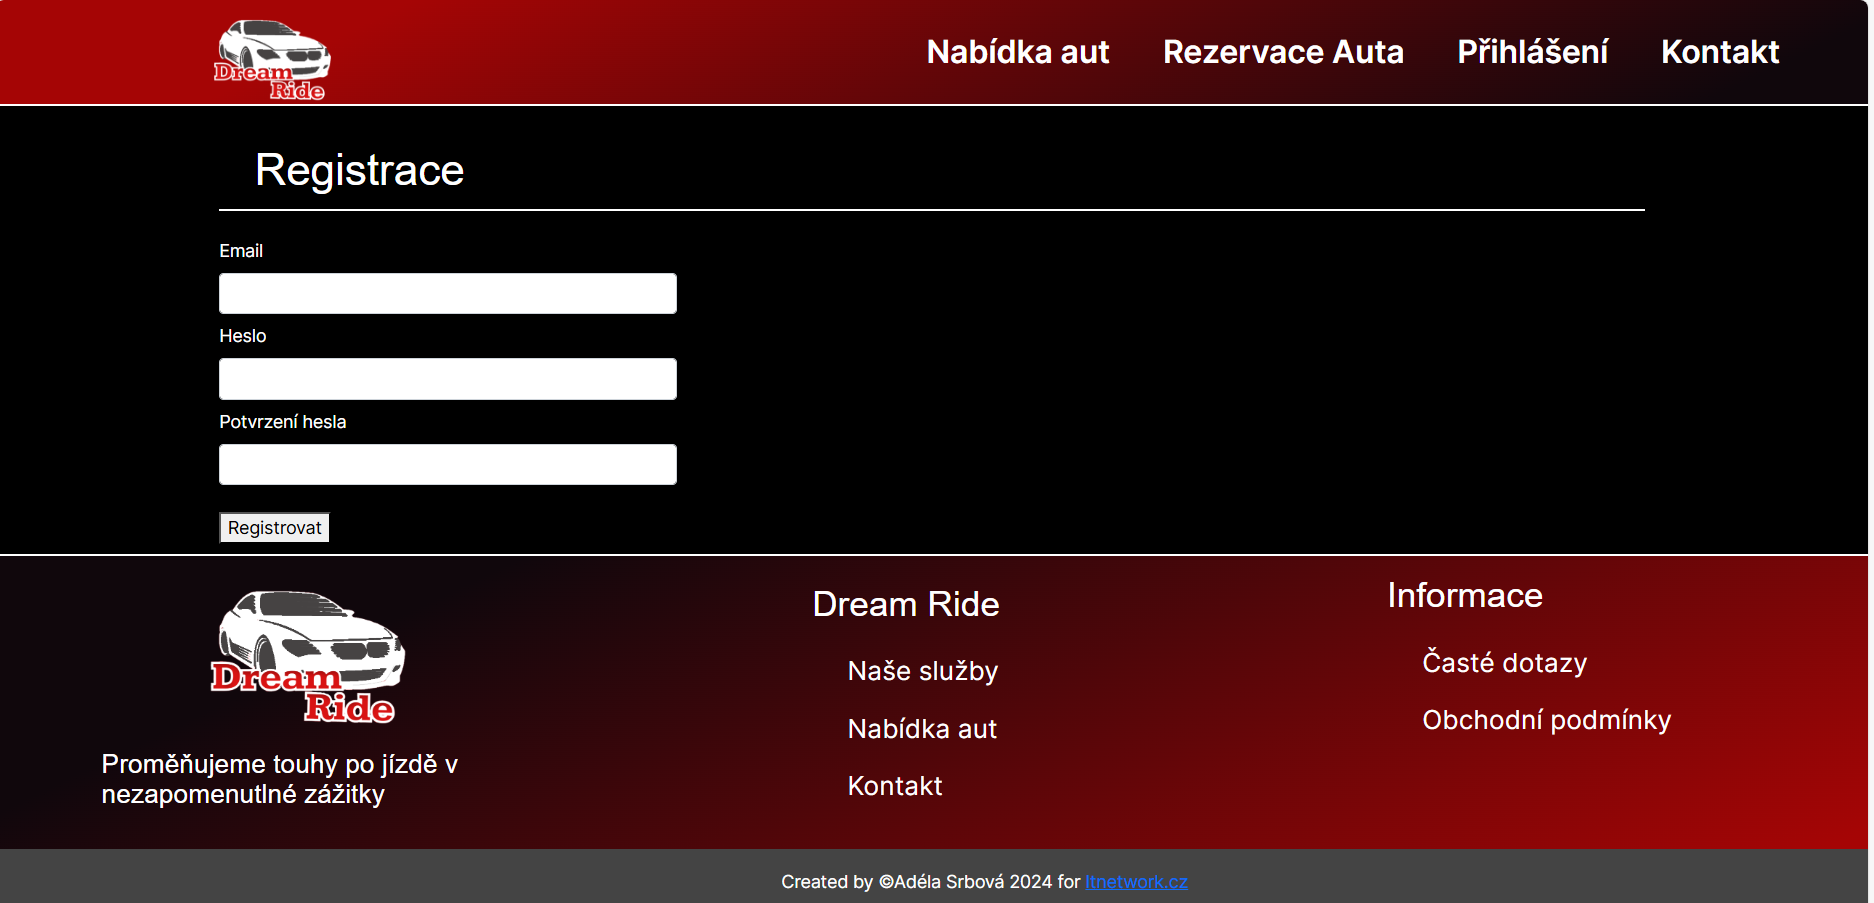 Dream
Ride
Nabídka aut
Rezervace Auta
Přihlášení
Kontakt
Registrace
Email
Heslo
Potvrzení hesla
Registrovat
Dream
Ride
Proměňujeme touhy po jízdě v
nezapomenutlné zážitky
Dream Ride
Naše služby
Nabídka aut
Kontakt
Informace
Časté dotazy
Obchodní podmínky
Created by ©Adéla Srbová 2024 for itnetwork.cz